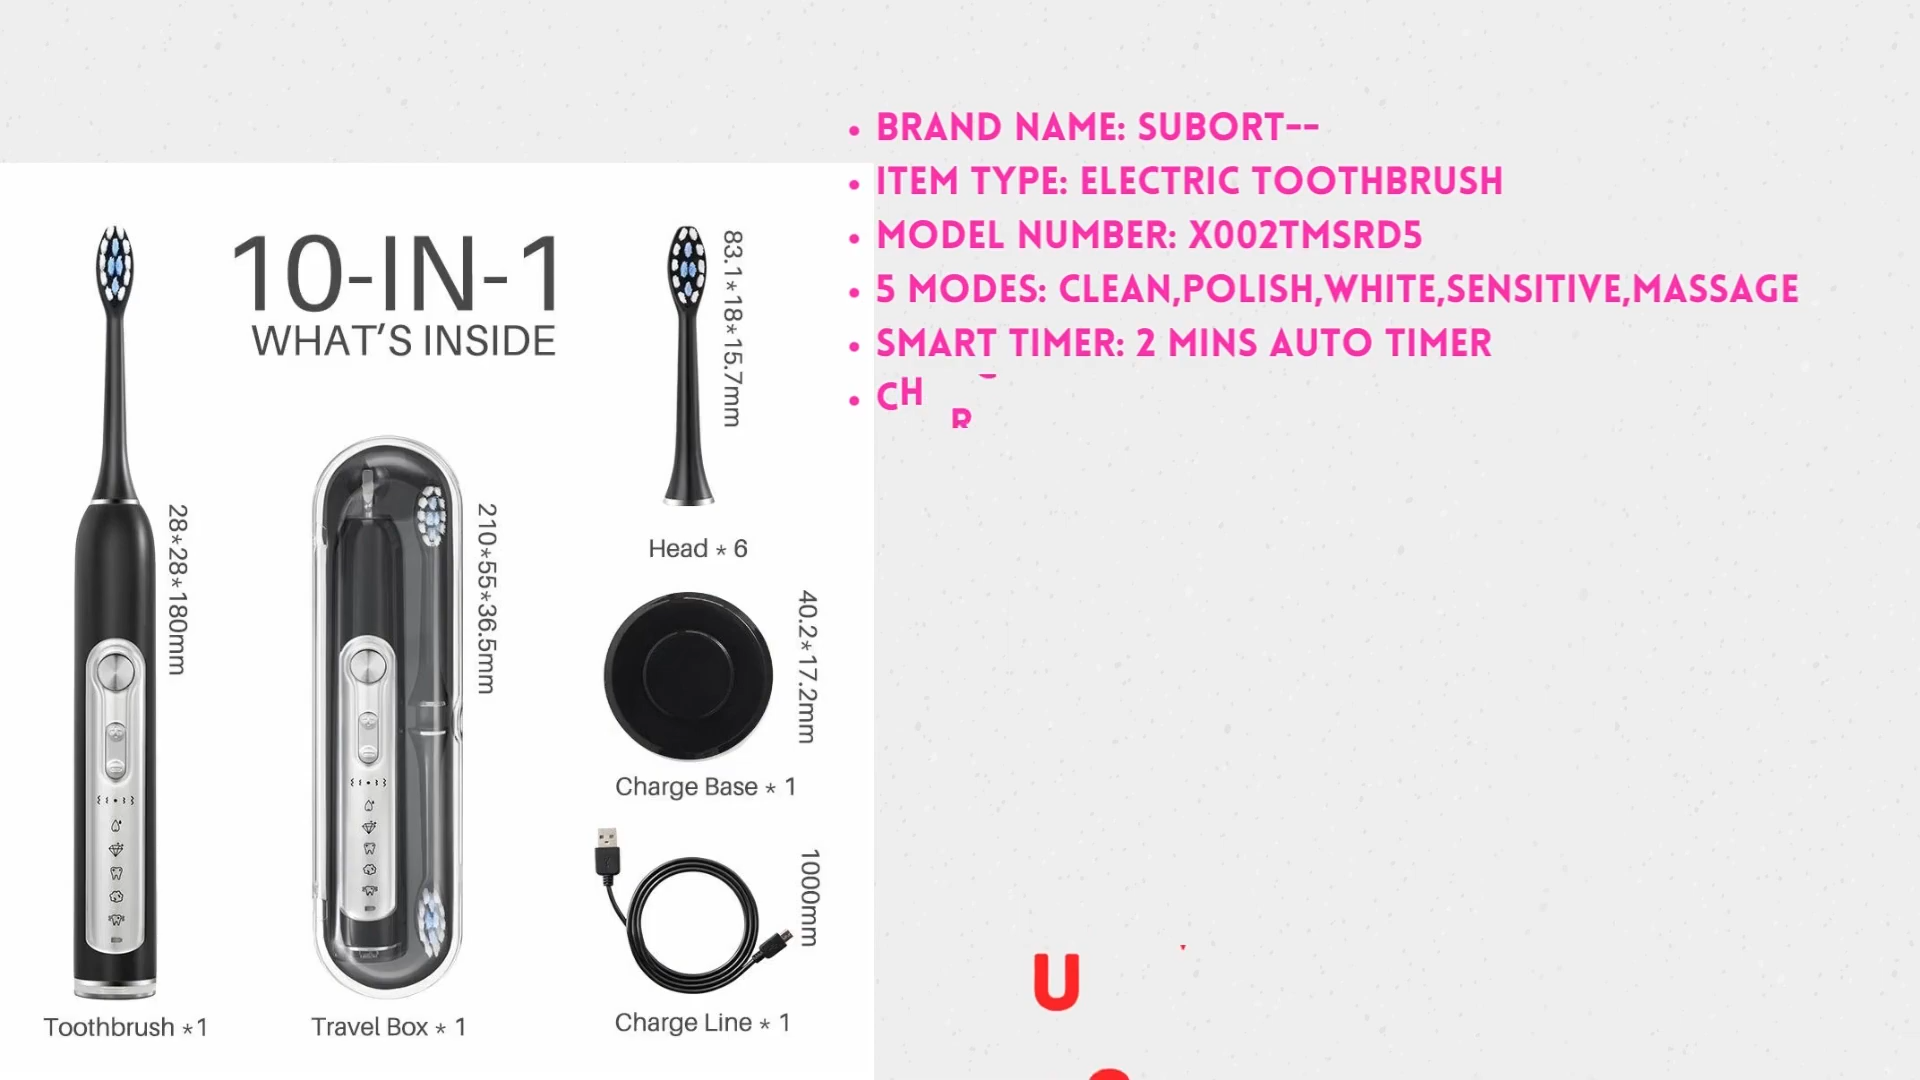 10-IN-1
WHAT'S INSIDE
28*28*180mm
Toothbrush *1
210*55*36.5mm
Travel Box * 1
83.1*18*15.7mm
Head * 6
40.2*17.2mm
Charge Base * 1
1000mm
Charge Line * 1
• BRAND NAME: SUBORT--
• ITEM TYPE: ELECTRIC TOOTHBRUSH
• MODEL NUMBER: X002TMSRD5
• 5 MODES: CLEAN,POLISH,WHITE,SENSITIVE,MASSAGE
• SMART TIMER: 2 MINS AUTO TIMER
• CH
R
U